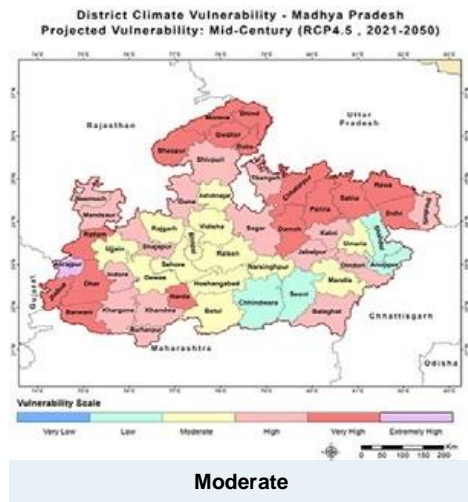 District Climate Vulnerability - Madhya Pradesh
Projected Vulnerability: Mid-Century (RCP4.5 , 2021-2050)
Rajasthan
Uttar
Pradesh
Morena
Bhind
Gwalior
Datia
Sheopur
Shivpuri
Tikamgarh
Chhatarpur
Rewa
Satna
Panna
Sidhi
Neemuch
Mandsaur
Guna
Ashoknagar
Sagar
Damoh
Katni
Umaria
Ratlam
Rajgarh
Vidisha
Ujjain
Shajapur
Bhopal
Raisen
Jabalpur
Dindori
Anuppur
Sehore
Narsinghpur
Mandla
Gujarat
Dhar
Indore
Dewas
Hoshangabad
Harda
Chhindwara
Seoni
Barwani
Khargone
Khandwa
Betul
Balaghat
Burhanpur
Chhattisgarh
Maharashtra
Odisha
Vulnerability Scale
Very Low
Low
Moderate
High
Very High
Extremely High
Km
0 50 100 150 200
Moderate